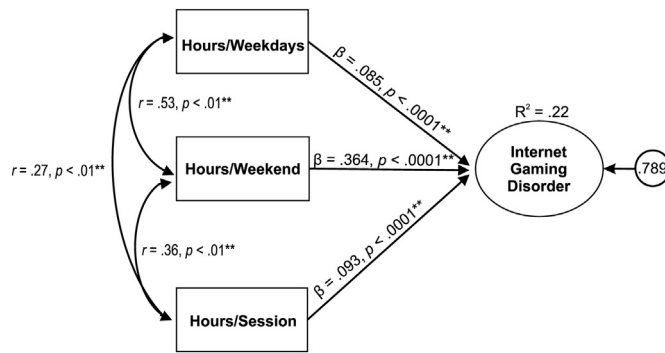 Hours/Weekdays
β = .085, p < .0001**
r = .53, p < .01**
R² = .22
Hours/Weekend
β = .364, p < .0001**
Internet
Gaming
Disorder
.789
r = .27, p < .01**
r = .36, p < .01**
β = .093, p < .0001**
Hours/Session